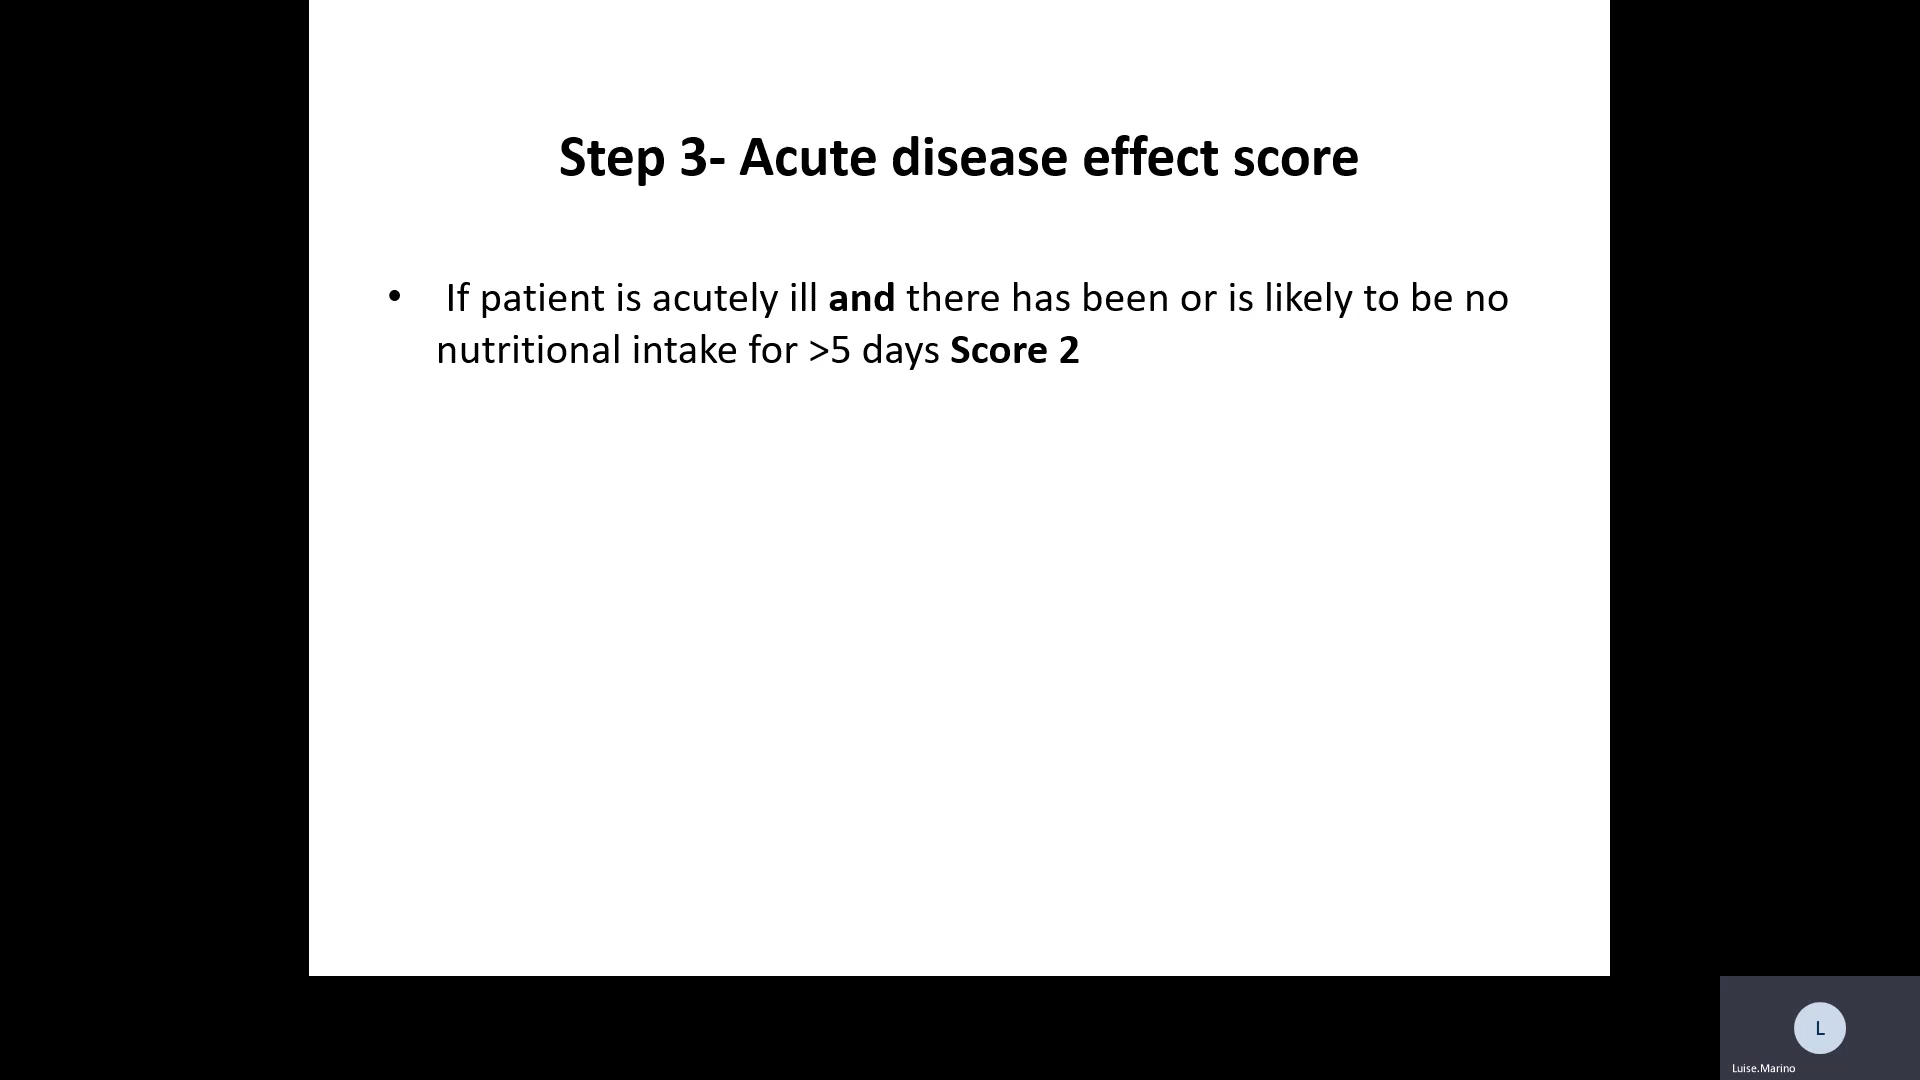 Step 3- Acute disease effect score
• If patient is acutely ill and there has been or is likely to be no
nutritional intake for >5 days Score 2
L
Luise.Marino